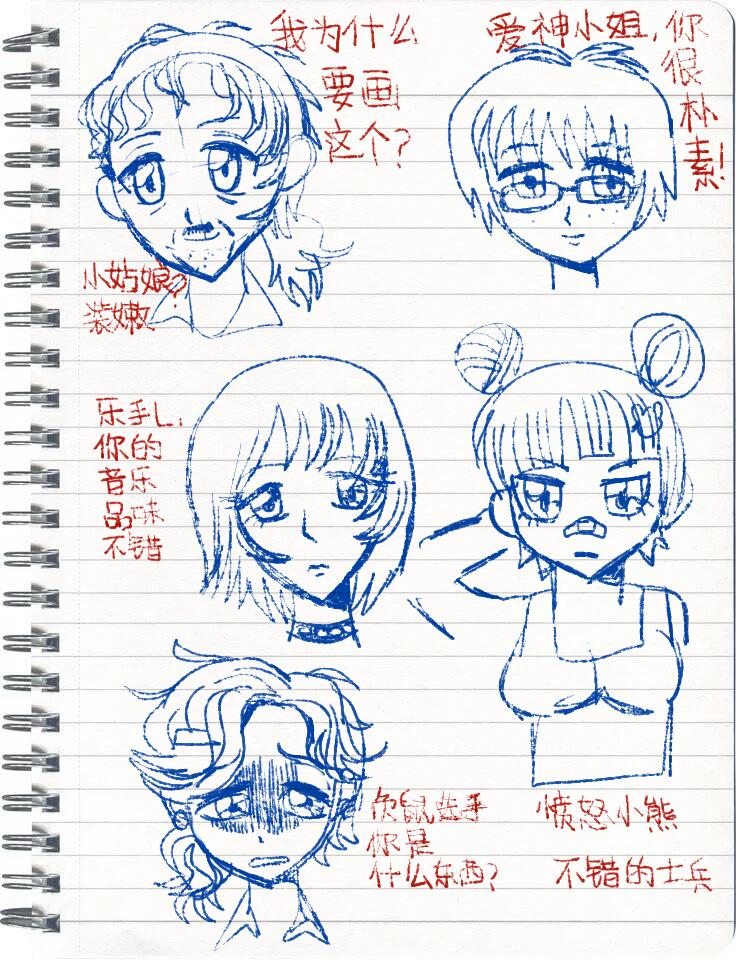 我为什么
要画
这个？
爱神小姐，你
很
朴
素！
小姑娘？
装嫩
乐手L：
你的
音乐
品味
不错
鼠选手
你是
什么东西？
愤怒小熊
不错的士兵